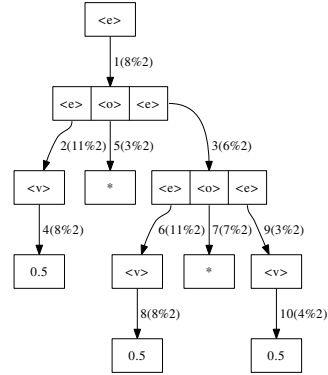 <e>
1(8%2)
<e> <o> <e>
2(11%2) 5(3%2) 3(6%2)
<v> * <e> <o> <e>
4(8%2) 6(11%2) 7(7%2) 9(3%2)
0.5 <v> * <v>
8(8%2) 10(4%2)
0.5 0.5